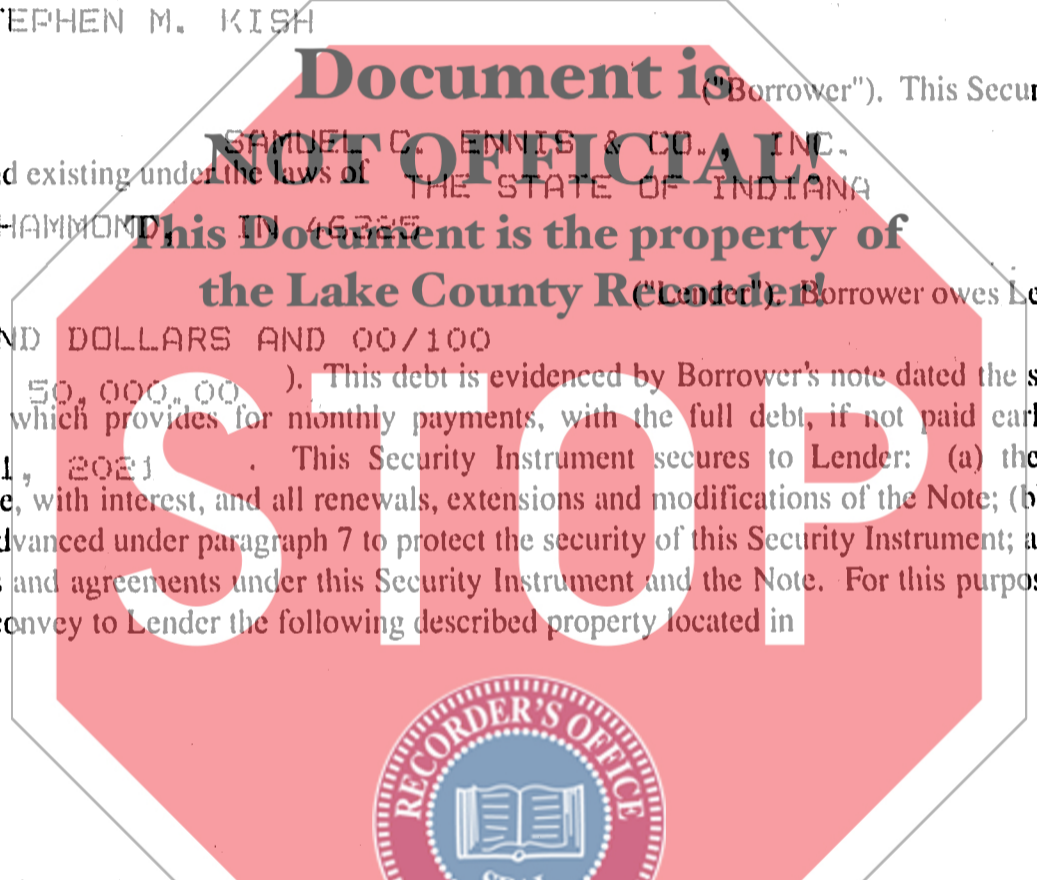 TEPHEN M. KISH
Document is
("Borrower"). This Secur
SAMUEL C. ENNIS & CO., INC.
NOT OFFICIAL!
d existing under the laws of THE STATE OF INDIANA
HAMMOND, IN 46325
This Document is the property of
the Lake County Recorder!
("Lender"). Borrower owes Le
ND DOLLARS AND 00/100
50,000.00 ). This debt is evidenced by Borrower's note dated the s
which provides for monthly payments, with the full debt, if not paid earl
1, 2021 . This Security Instrument secures to Lender: (a) the
e, with interest, and all renewals, extensions and modifications of the Note; (b
dvanced under paragraph 7 to protect the security of this Security Instrument; a
s and agreements under this Security Instrument and the Note. For this purpos
onvey to Lender the following described property located in
STOP
RECORDER'S OFFICE
SEAL